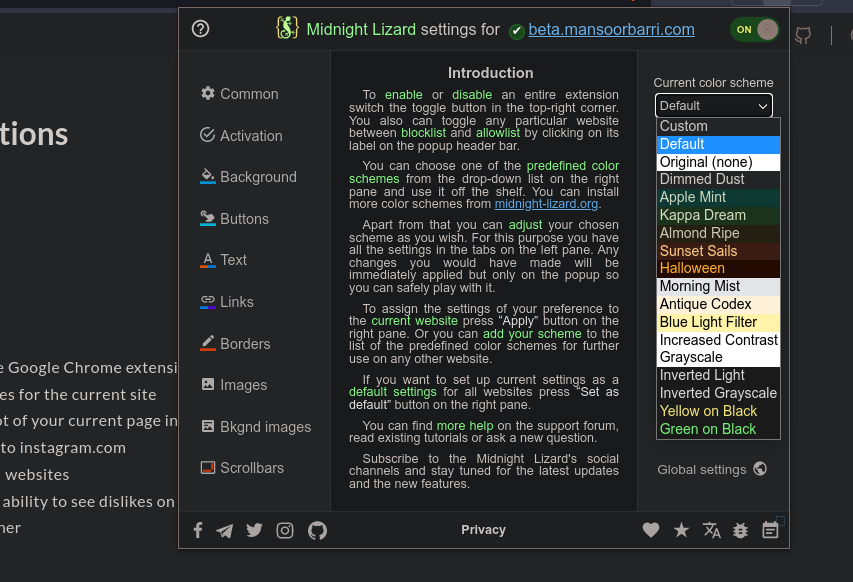 Midnight Lizard settings for ✔ beta.mansoorbarri.com
ON
tions
e Google Chrome extensi
es for the current site
ot of your current page in
to instagram.com
websites
ability to see dislikes on
ner
Common
Activation
Background
Buttons
Text
Links
Borders
Images
Bkgnd images
Scrollbars
Introduction
To enable or disable an entire extension
switch the toggle button in the top-right corner.
You also can toggle any particular website
between blocklist and allowlist by clicking on its
label on the popup header bar.
You can choose one of the predefined color
schemes from the drop-down list on the right
pane and use it off the shelf. You can install
more color schemes from midnight-lizard.org.
Apart from that you can adjust your chosen
scheme as you wish. For this purpose you have
all the settings in the tabs on the left pane. Any
changes you would have made will be
immediately applied but only on the popup so
you can safely play with it.
To assign the settings of your preference to
the current website press “Apply” button on the
right pane. Or you can add your scheme to the
list of the predefined color schemes for further
use on any other website.
If you want to set up current settings as a
default settings for all websites press “Set as
default” button on the right pane.
You can find more help on the support forum,
read existing tutorials or ask a new question.
Subscribe to the Midnight Lizard's social
channels and stay tuned for the latest updates
and the new features.
Current color scheme
Default
Custom
Default
Original (none)
Dimmed Dust
Apple Mint
Kappa Dream
Almond Ripe
Sunset Sails
Halloween
Morning Mist
Antique Codex
Blue Light Filter
Increased Contrast
Grayscale
Inverted Light
Inverted Grayscale
Yellow on Black
Green on Black
Global settings
Privacy